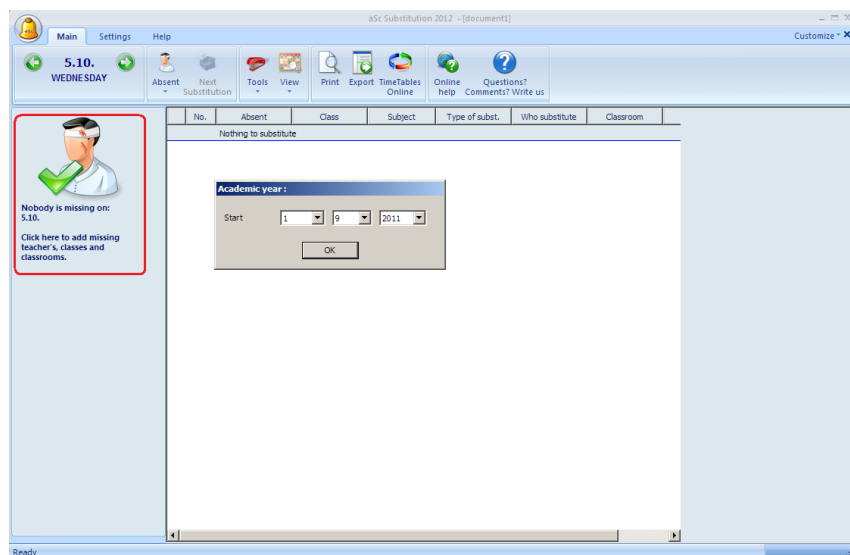 aSc Substitution 2012 - [document1]
Main Settings Help Customize
5.10.
WEDNESDAY
Absent
Next
Substitution
Tools
View
Print
Export
TimeTables
Online
Online
help
Questions?
Comments? Write us
No. Absent Class Subject Type of subst. Who substitute Classroom
Nothing to substitute
Nobody is missing on:
5.10.
Click here to add missing
teacher's, classes and
classrooms.
Academic year :
Start 1 9 2011
OK
Ready